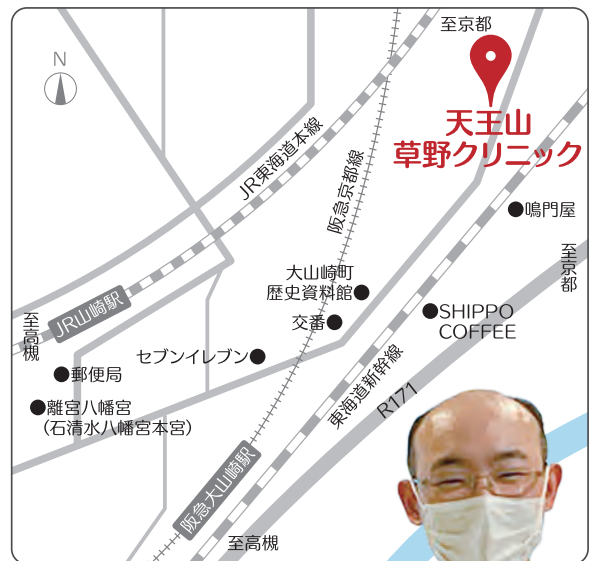 至京都
N
天王山
草野クリニック
JR東海道本線
阪急京都線
鳴門屋
至京都
大山崎町
歴史資料館
交番
SHIPPO
COFFEE
JR山崎駅
至高槻
セブンイレブン
東海道新幹線
郵便局
R171
離宮八幡宮
(石清水八幡宮本宮)
阪急大山崎駅
至高槻